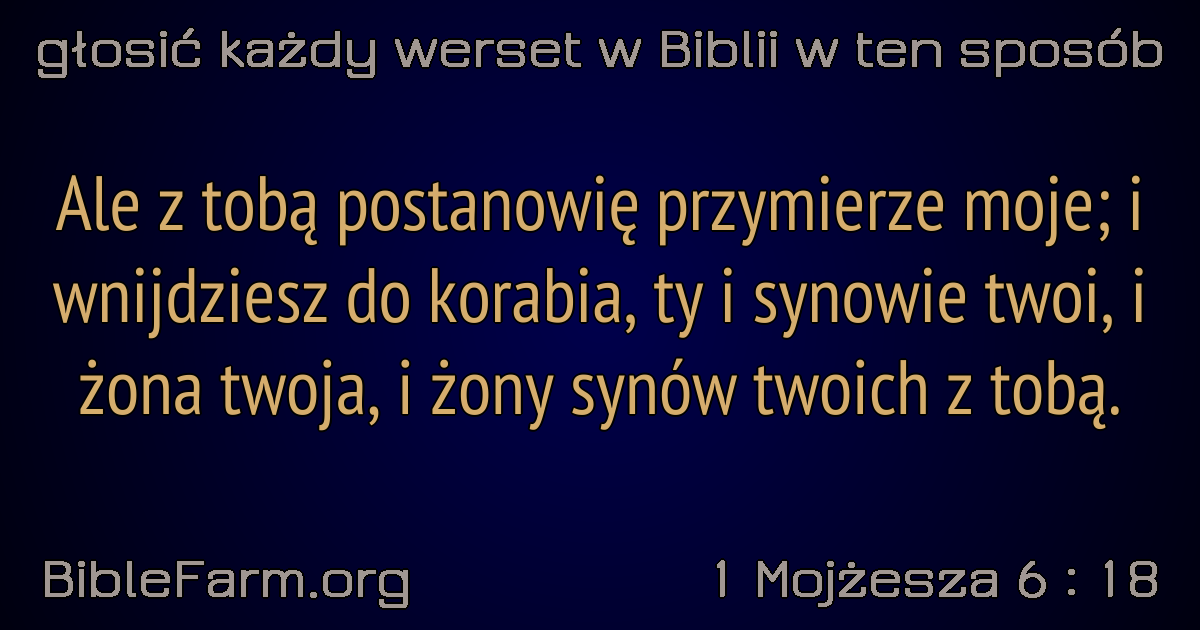 głosić każdy werset w Biblii w ten sposób
Ale z tobą postanowię przymierze moje; i
wnijdziesz do korabia, ty i synowie twoi, i
żona twoja, i żony synów twoich z tobą.
BibleFarm.org
1 Mojżesza 6 : 18